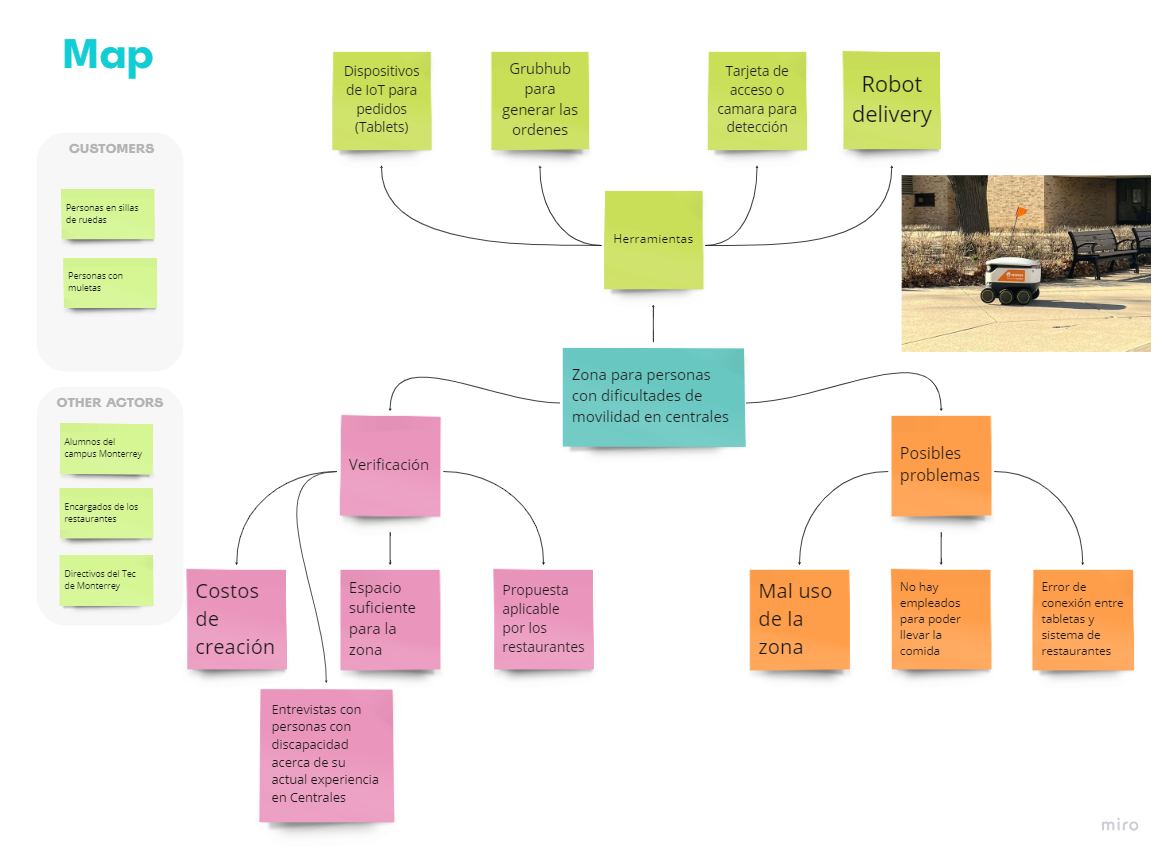 Map
CUSTOMERS
Personas en sillas
de ruedas
Personas con
muletas
OTHER ACTORS
Alumnos del
campus Monterrey
Encargados de los
restaurantes
Directivos del Tec
de Monterrey
Dispositivos
de IoT para
pedidos
(Tablets)
Grubhub
para
generar las
ordenes
Tarjeta de
acceso o
camara para
detección
Robot
delivery
Herramientas
Zona para personas
con dificultades de
movilidad en centrales
Verificación
Costos
de
creación
Espacio
suficiente
para la
zona
Propuesta
aplicable
por los
restaurantes
Entrevistas con
personas con
discapacidad
acerca de su
actual experiencia
en Centrales
Posibles
problemas
Mal uso
de la
zona
No hay
empleados
para poder
llevar la
comida
Error de
conexión entre
tabletas y
sistema de
restaurantes
miro